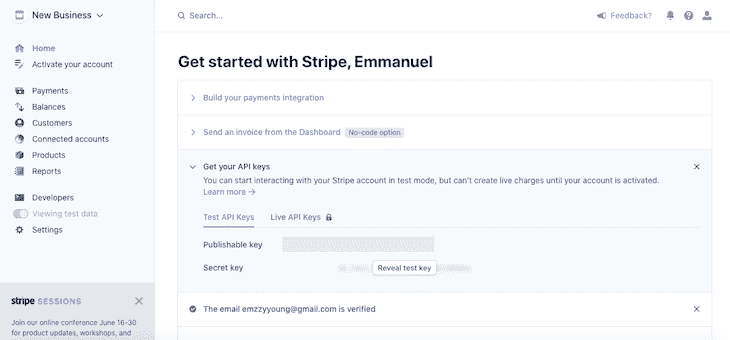 New Business
Search...
Feedback?
Home
Activate your account
Payments
Balances
Customers
Connected accounts
Products
Reports
Developers
Viewing test data
Settings
stripe SESSIONS
Join our online conference June 16-30
for product updates, workshops, and
Get started with Stripe, Emmanuel
Build your payments integration
Send an invoice from the Dashboard No-code option
Get your API keys
You can start interacting with your Stripe account in test mode, but can't create live charges until your account is activated.
Learn more →
Test API Keys Live API Keys
Publishable key
Secret key Reveal test key
The email emzzyyoung@gmail.com is verified